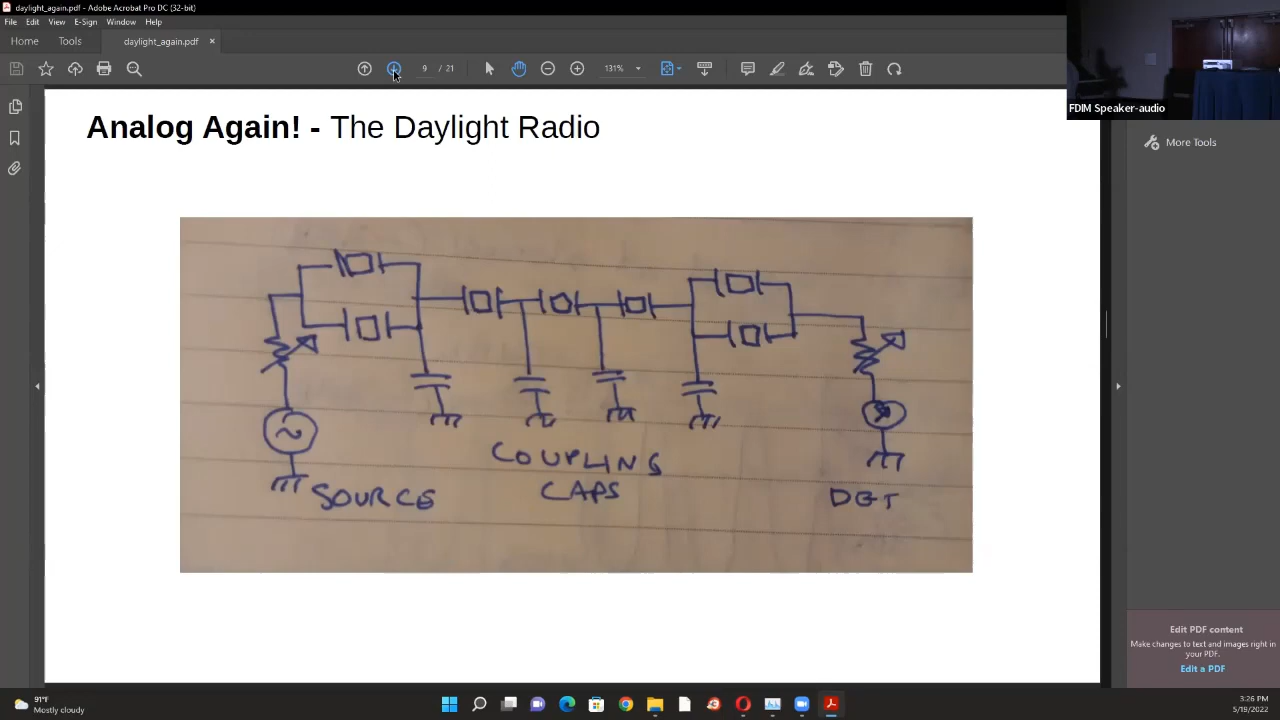 daylight_again.pdf - Adobe Acrobat Pro DC (32-bit)
File Edit View E-Sign Window Help
Home Tools daylight_again.pdf ×
9 / 21 131%
FDIM Speaker-audio
More Tools
Analog Again! - The Daylight Radio
COUPLING
CAPS
SOURCE
DET
Edit PDF content
Make changes to text and images right in
your PDF.
Edit a PDF
91°F
Mostly cloudy
3:26 PM
5/19/2022